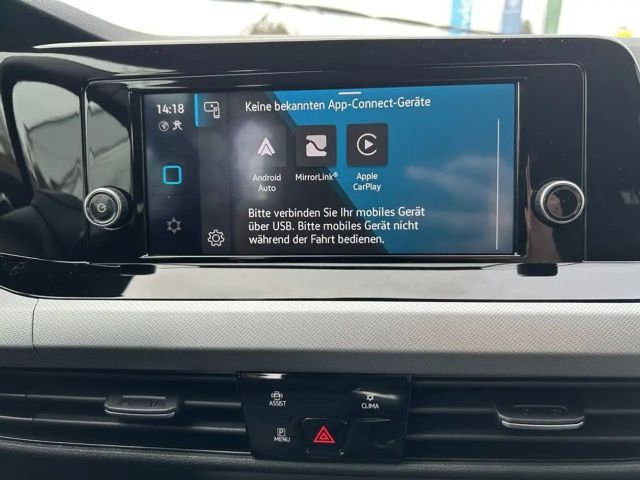 14:18
Keine bekannten App-Connect-Geräte
Android
Auto
MirrorLink®
Apple
CarPlay
Bitte verbinden Sie Ihr mobiles Gerät
über USB. Bitte mobiles Gerät nicht
während der Fahrt bedienen.
ASSIST
CLIMA
P
MENU